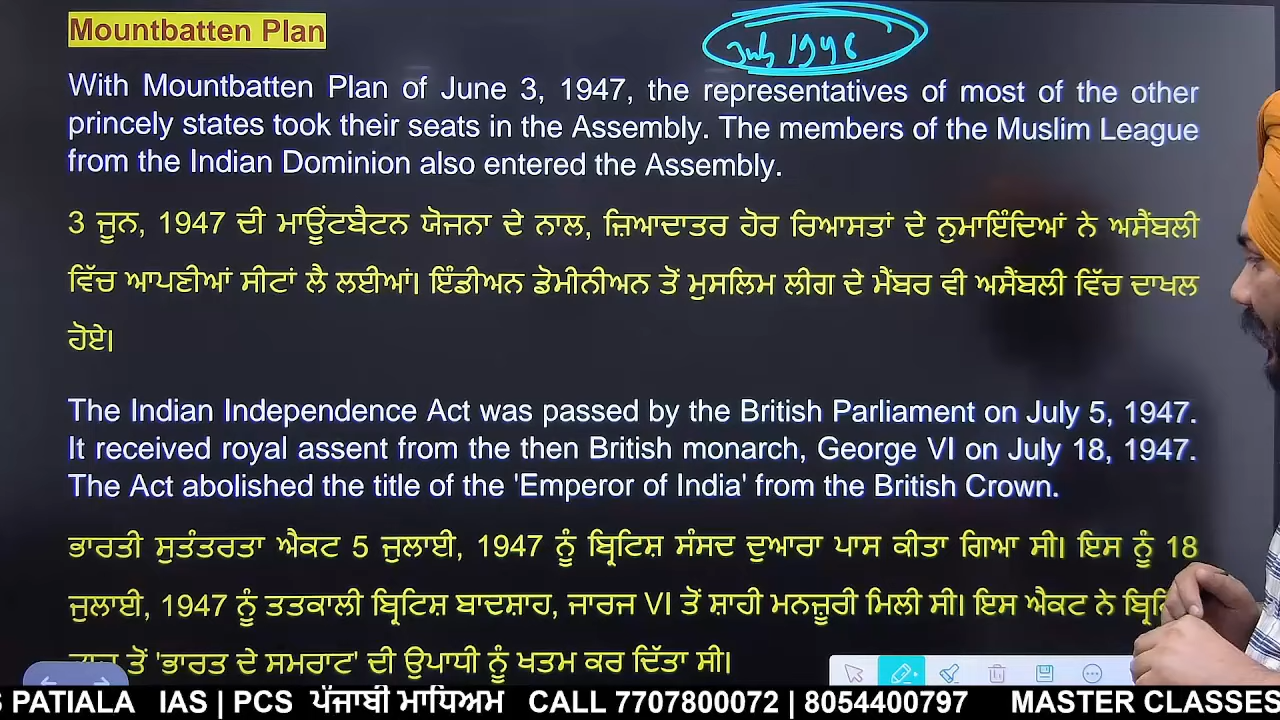 Mountbatten Plan
July 1946
With Mountbatten Plan of June 3, 1947, the representatives of most of the other
princely states took their seats in the Assembly. The members of the Muslim League
from the Indian Dominion also entered the Assembly.
3 ਜੂਨ, 1947 ਦੀ ਮਾਊਂਟਬੈਟਨ ਯੋਜਨਾ ਦੇ ਨਾਲ, ਜ਼ਿਆਦਾਤਰ ਹੋਰ ਰਿਆਸਤਾਂ ਦੇ ਨੁਮਾਇੰਦਿਆਂ ਨੇ ਅਸੈਂਬਲੀ
ਵਿੱਚ ਆਪਣੀਆਂ ਸੀਟਾਂ ਲੈ ਲਈਆਂ। ਇੰਡੀਅਨ ਡੋਮੀਨੀਅਨ ਤੋਂ ਮੁਸਲਿਮ ਲੀਗ ਦੇ ਮੈਂਬਰ ਵੀ ਅਸੈਂਬਲੀ ਵਿੱਚ ਦਾਖਲ
ਹੋਏ।
The Indian Independence Act was passed by the British Parliament on July 5, 1947.
It received royal assent from the then British monarch, George VI on July 18, 1947.
The Act abolished the title of the 'Emperor of India' from the British Crown.
ਭਾਰਤੀ ਸੁਤੰਤਰਤਾ ਐਕਟ 5 ਜੁਲਾਈ, 1947 ਨੂੰ ਬ੍ਰਿਟਿਸ਼ ਸੰਸਦ ਦੁਆਰਾ ਪਾਸ ਕੀਤਾ ਗਿਆ ਸੀ। ਇਸ ਨੂੰ 18
ਜੁਲਾਈ, 1947 ਨੂੰ ਤਤਕਾਲੀ ਬ੍ਰਿਟਿਸ਼ ਬਾਦਸ਼ਾਹ, ਜਾਰਜ VI ਤੋਂ ਸ਼ਾਹੀ ਮਨਜ਼ੂਰੀ ਮਿਲੀ ਸੀ। ਇਸ ਐਕਟ ਨੇ
ਤੋਂ 'ਭਾਰਤ ਦੇ ਸਮਰਾਟ' ਦੀ ਉਪਾਧੀ ਨੂੰ ਖਤਮ ਕਰ ਦਿੱਤਾ ਸੀ।
S PATIALA IAS | PCS ਪੰਜਾਬੀ ਮਾਧਿਅਮ CALL 7707800072 | 8054400797 MASTER CLASSES